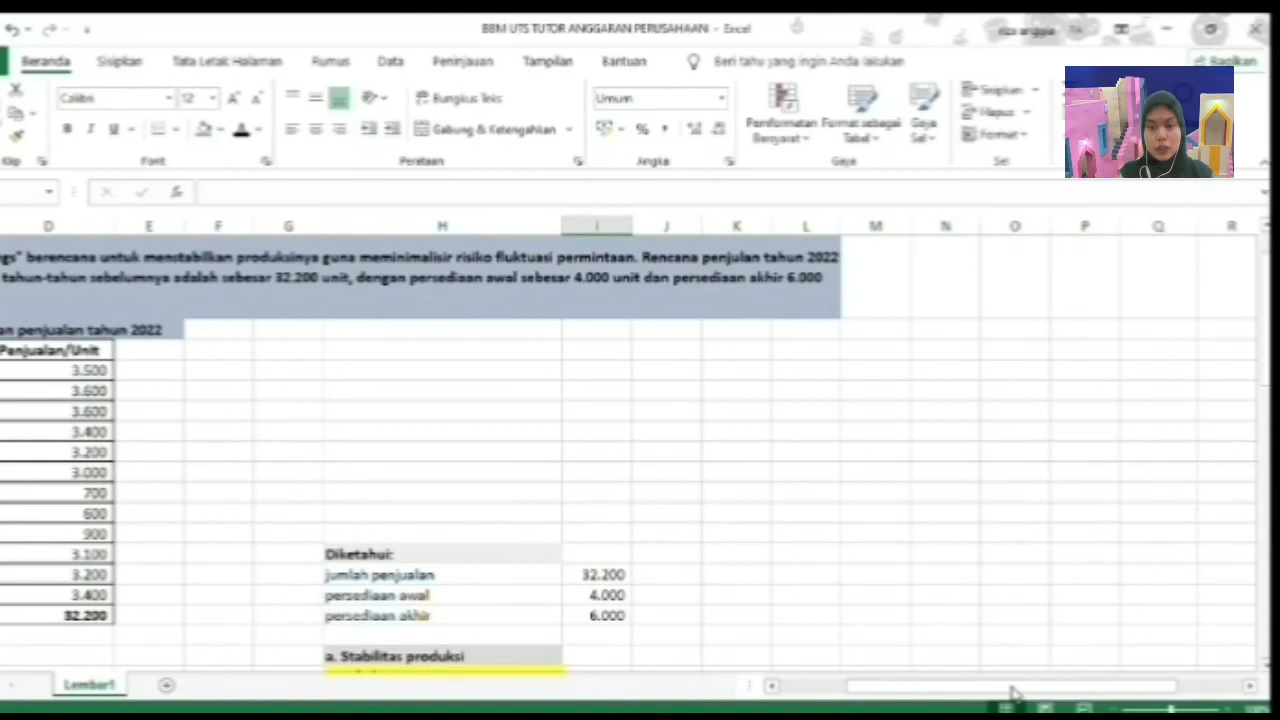 BBM UTS TUTOR ANGGARAN PERUSAHAAN - Excel
Beranda Sisipkan Tata Letak Halaman Rumus Data Peninjauan Tampilan Bantuan Beri tahu yang ingin Anda lakukan Bagikan
Calibri 12 A A Bungkus Teks Umum Pemformatan Bersyarat Format sebagai Tabel Gaya Sel Sisipkan
B I U A Gabung & Ketengahkan % Hapus
Format
Klip Font Perataan Angka Gaya Sel
fx
D E F G H I J K L M N O P Q R
ngs" berencana untuk menstabilkan produksinya guna meminimalisir risiko fluktuasi permintaan. Rencana penjulan tahun 2022
tahun-tahun sebelumnya adalah sebesar 32.200 unit, dengan persediaan awal sebesar 4.000 unit dan persediaan akhir 6.000
an penjualan tahun 2022
Penjualan/Unit
3.500
3.600
3.600
3.400
3.200
3.000
700
600
900
3.100 Diketahui:
3.200 jumlah penjualan 32.200
3.400 persediaan awal 4.000
32.200 persediaan akhir 6.000
a. Stabilitas produksi
Lembar1